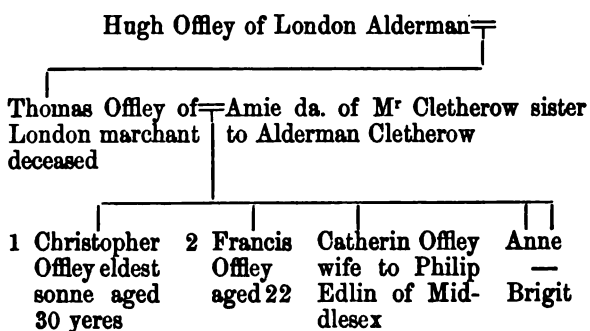 Hugh Offley of London Alderman
Thomas Offley of
London marchant
deceased
Amie da. of Mʳ Cletherow sister
to Alderman Cletherow
1 Christopher
Offley eldest
sonne aged
30 yeres
2 Francis
Offley
aged 22
Catherin Offley
wife to Philip
Edlin of Mid-
dlesex
Anne
—
Brigit